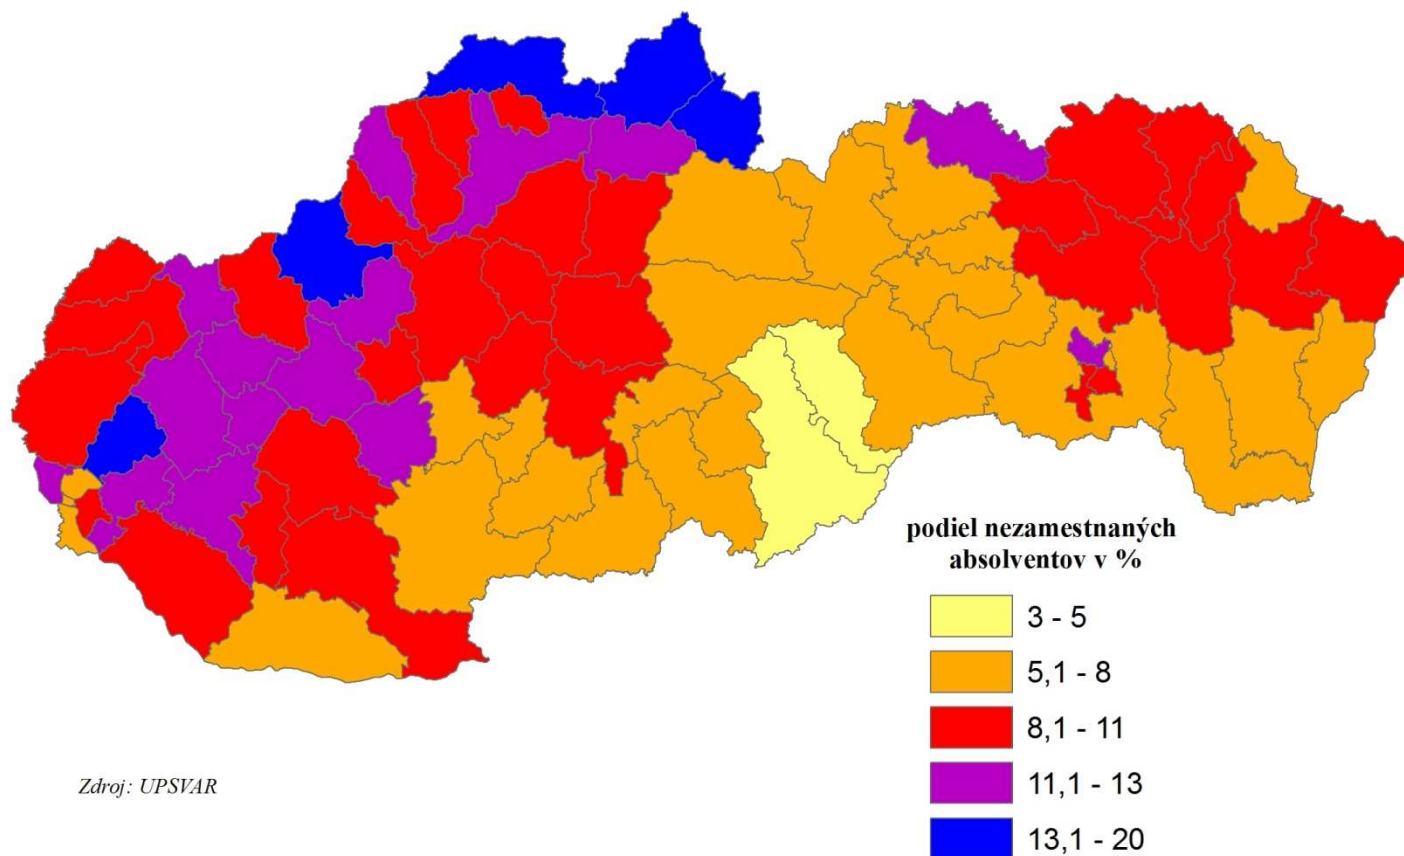 podiel nezamestnaných
absolventov v %
3 - 5
5,1 - 8
8,1 - 11
11,1 - 13
13,1 - 20
Zdroj: UPSVAR